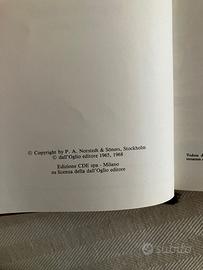 © Copyright by P. A. Norstedt & Söners, Stockholm
© dall'Oglio editore 1965, 1968
Edizione CDE spa - Milano
su licenza della dall'Oglio editore
subito